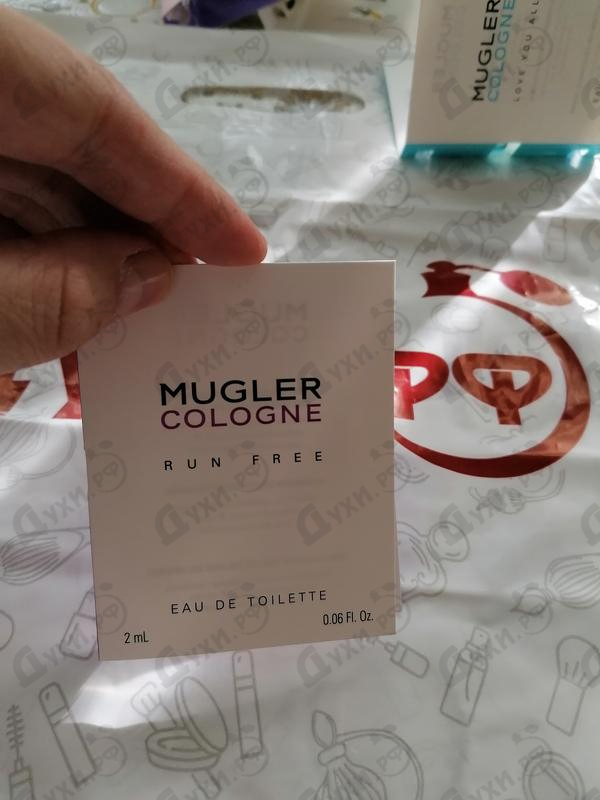 MUGLER
COLOGNE
LOVE YOU ALL
РФ
MUGLER
COLOGNE
RUN FREE
EAU DE TOILETTE
2 mL
0.06 Fl. Oz.
Духи.РФ